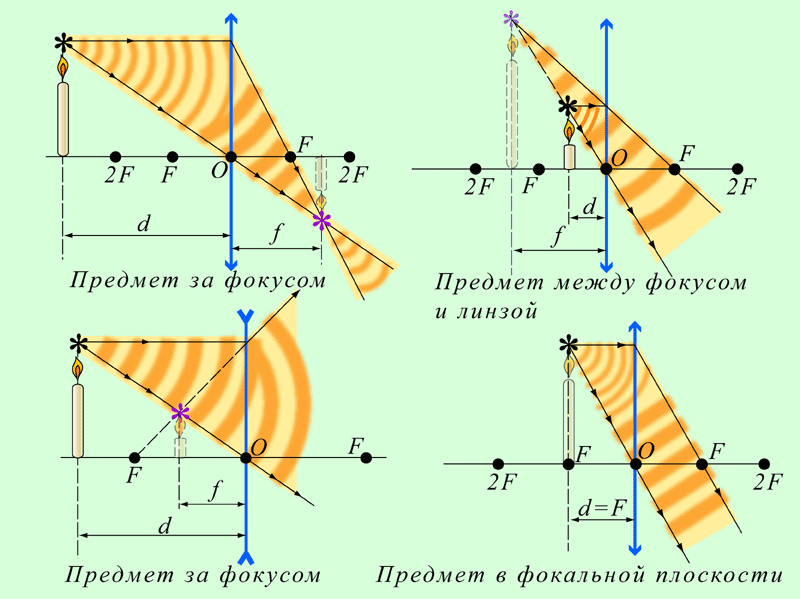 2F F O F 2F
d
f
Предмет за фокусом
2F F O F 2F
d
f
Предмет между фокусом
и линзой
F O F
f
d
Предмет за фокусом
2F F O F 2F
d=F
Предмет в фокальной плоскости